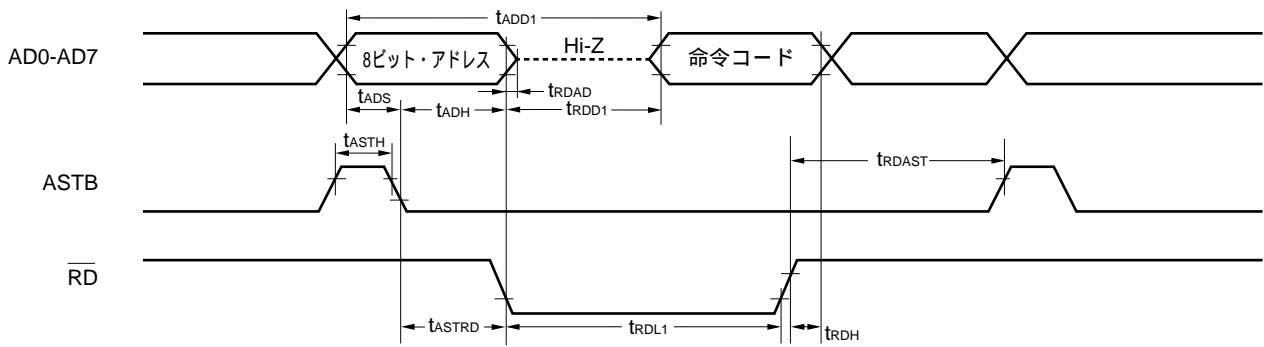 tADD1
AD0-AD7
8ビット・アドレス
Hi-Z
命令コード
tADS
tADH
tRDAD
tRDD1
tASTH
tRDAST
ASTB
RD
tASTRD
tRDL1
tRDH